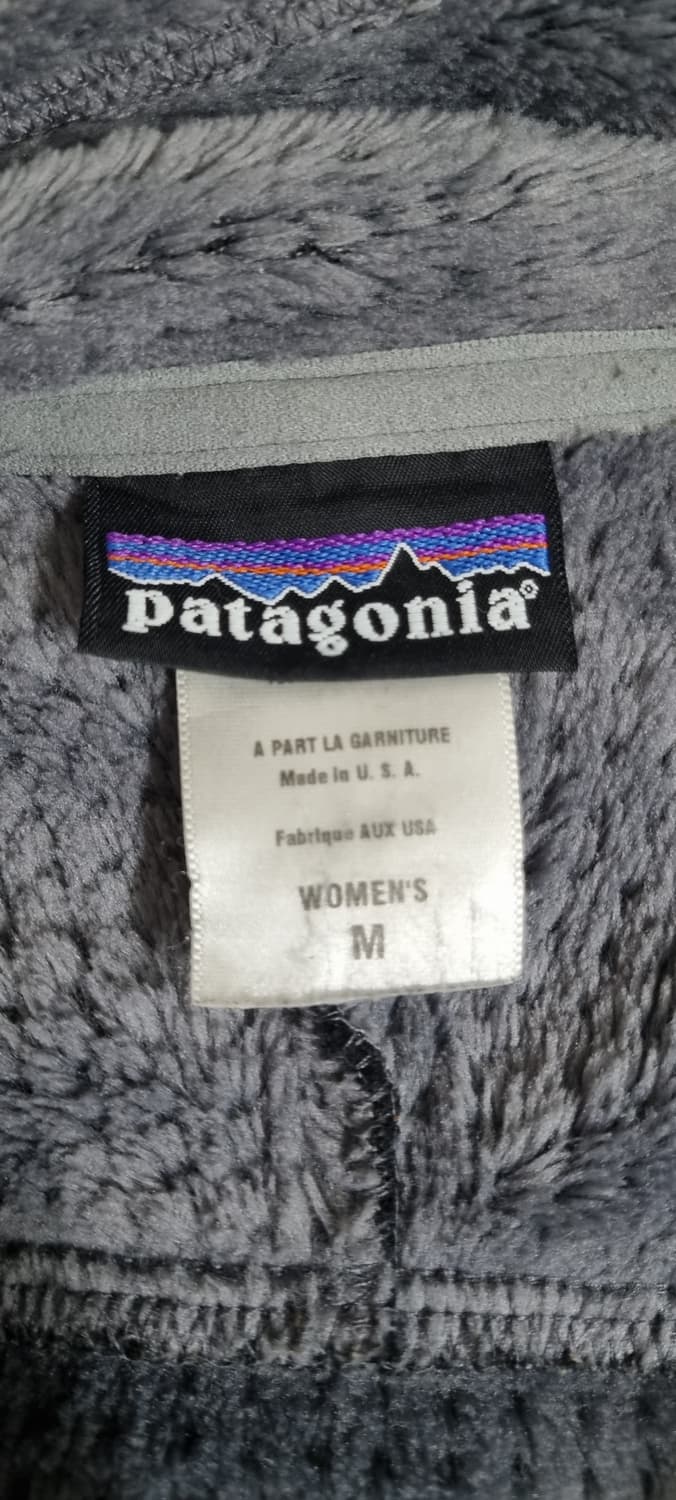 patagonia®
A PART LA GARNITURE
Made in U. S. A.
Fabrique AUX USA
WOMEN'S
M